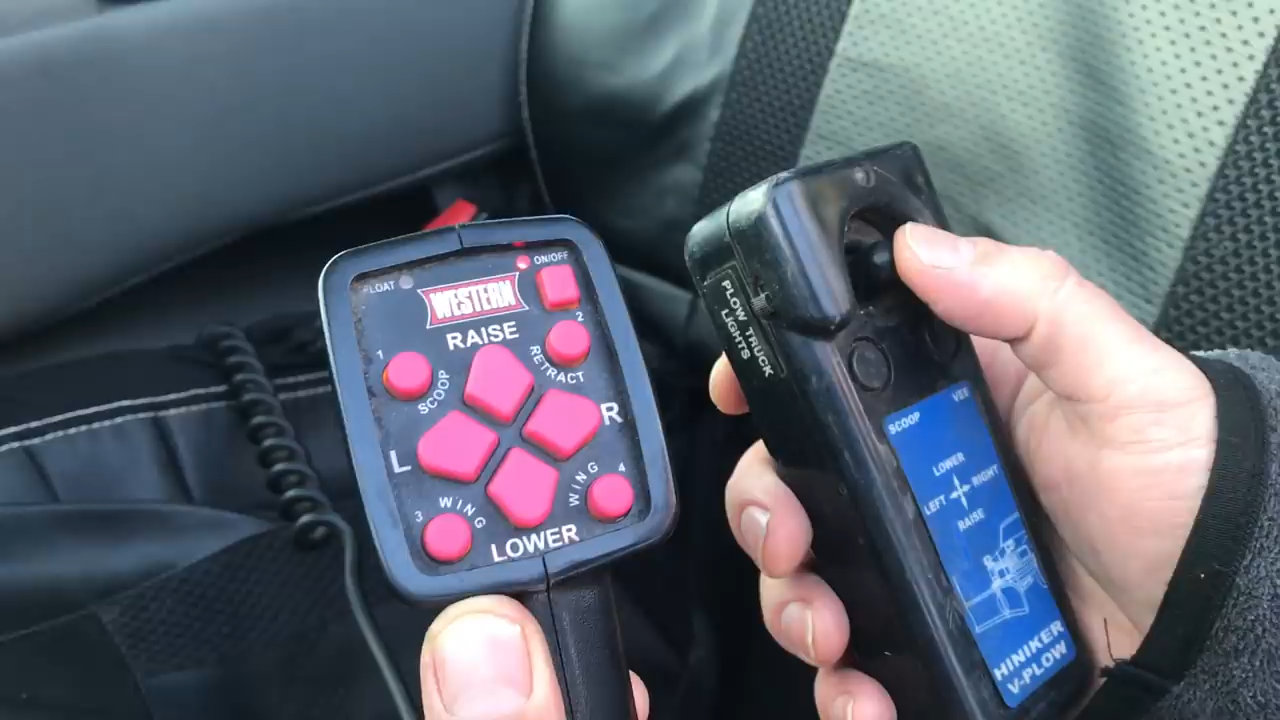 FLOAT
ON/OFF
WESTERN
RAISE
1
SCOOP
2
RETRACT
L
R
3
WING
WING
4
LOWER
PLOW TRUCK
LIGHTS
SCOOP
VEE
LOWER
LEFT
RIGHT
RAISE
HINIKER
V-PLOW